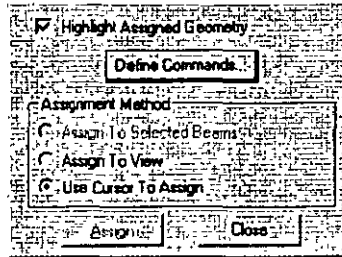 Highlight Assigned Geometry
Define Commands...
Assignment Method
Assign To Selected Beams
Assign To View
Use Cursor To Assign
Assign
Close